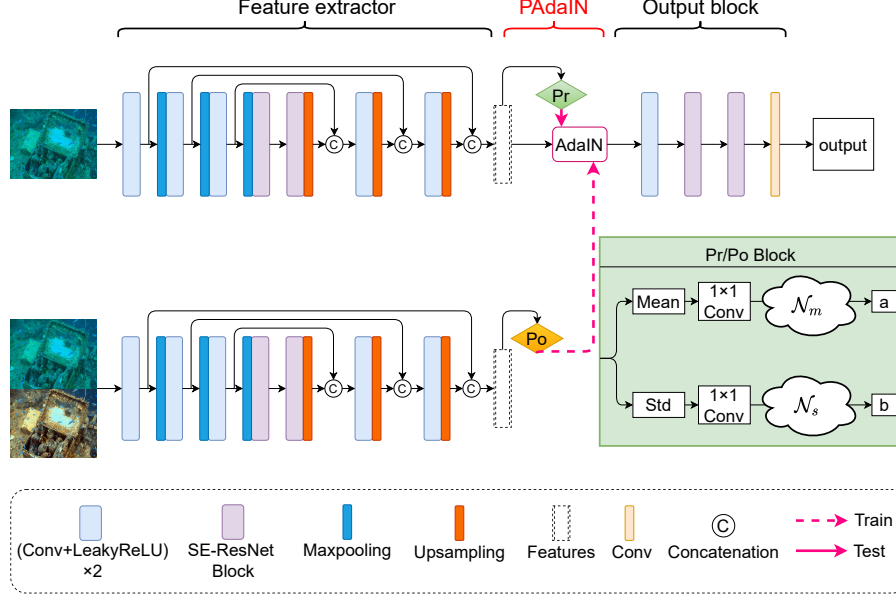 Feature extractor
PAdaIN
Output block
Pr
C
C
C
AdaIN
output
Pr/Po Block
Mean
1×1
Conv
𝒩m
a
Po
C
C
C
Std
1×1
Conv
𝒩s
b
(Conv+LeakyReLU)
×2
SE-ResNet
Block
Maxpooling
Upsampling
Features
Conv
C
Concatenation
Train
Test